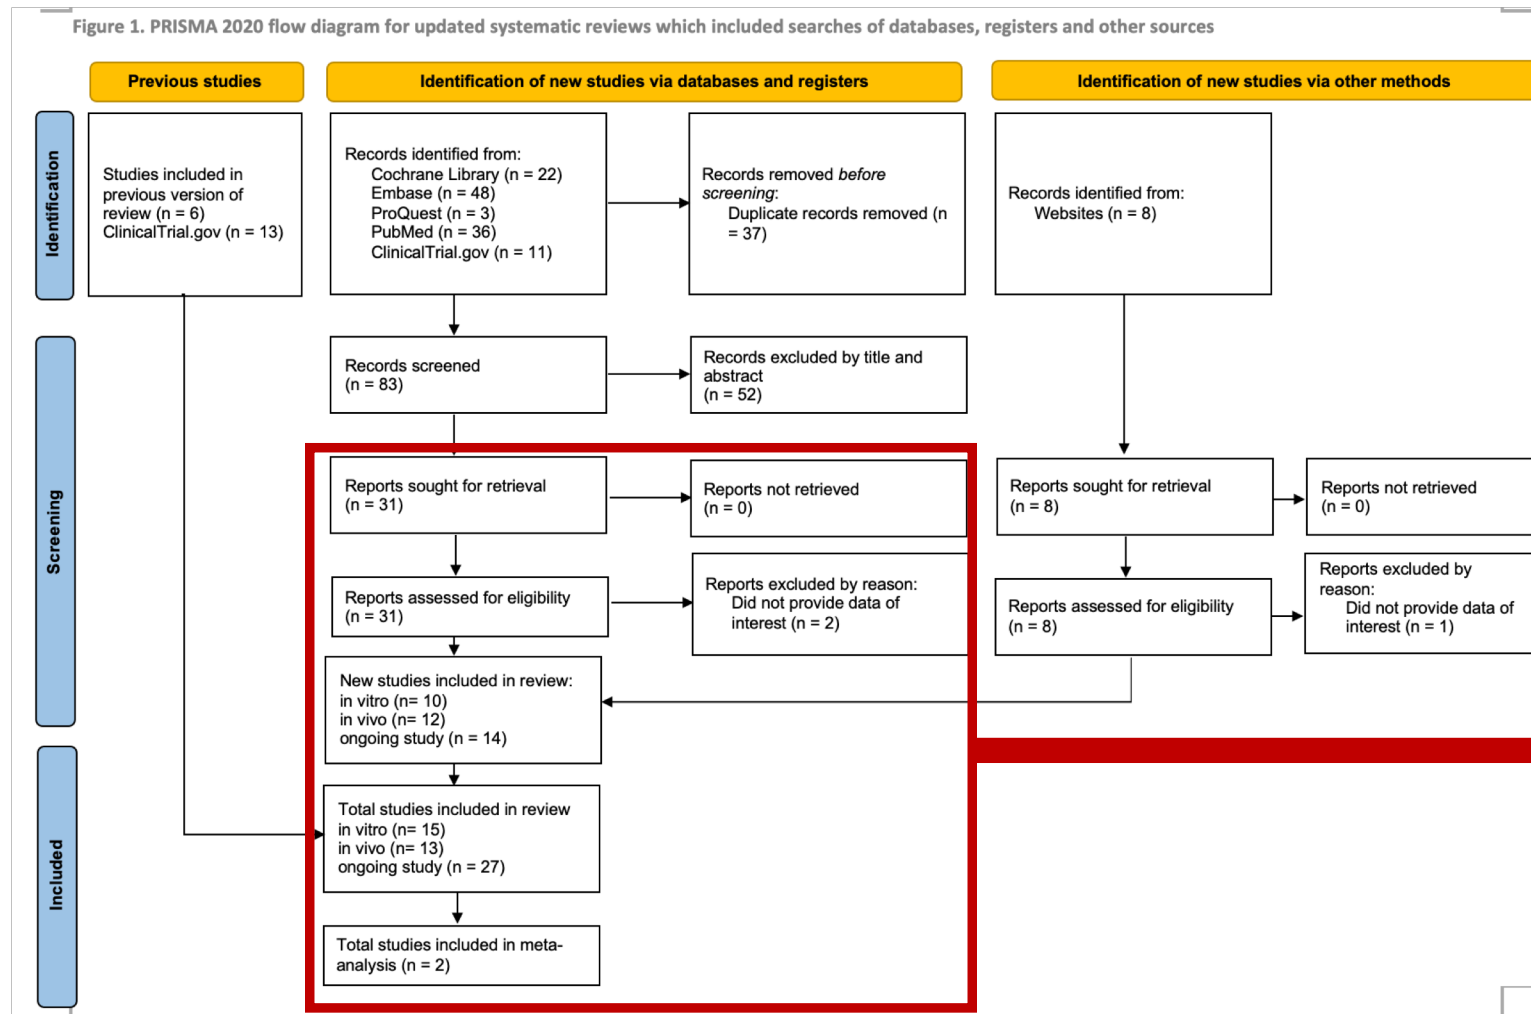 Figure 1. PRISMA 2020 flow diagram for updated systematic reviews which included searches of databases, registers and other sources
Previous studies
Identification of new studies via databases and registers
Identification of new studies via other methods
Identification
Studies included in
previous version of
review (n = 6)
ClinicalTrial.gov (n = 13)
Records identified from:
Cochrane Library (n = 22)
Embase (n = 48)
ProQuest (n = 3)
PubMed (n = 36)
ClinicalTrial.gov (n = 11)
Records removed before
screening:
Duplicate records removed (n
= 37)
Records identified from:
Websites (n = 8)
Screening
Records screened
(n = 83)
Records excluded by title and
abstract
(n = 52)
Reports sought for retrieval
(n = 31)
Reports not retrieved
(n = 0)
Reports sought for retrieval
(n = 8)
Reports not retrieved
(n = 0)
Reports assessed for eligibility
(n = 31)
Reports excluded by reason:
Did not provide data of
interest (n = 2)
Reports assessed for eligibility
(n = 8)
Reports excluded by
reason:
Did not provide data of
interest (n = 1)
New studies included in review:
in vitro (n= 10)
in vivo (n= 12)
ongoing study (n = 14)
Included
Total studies included in review
in vitro (n= 15)
in vivo (n= 13)
ongoing study (n = 27)
Total studies included in meta-
analysis (n = 2)